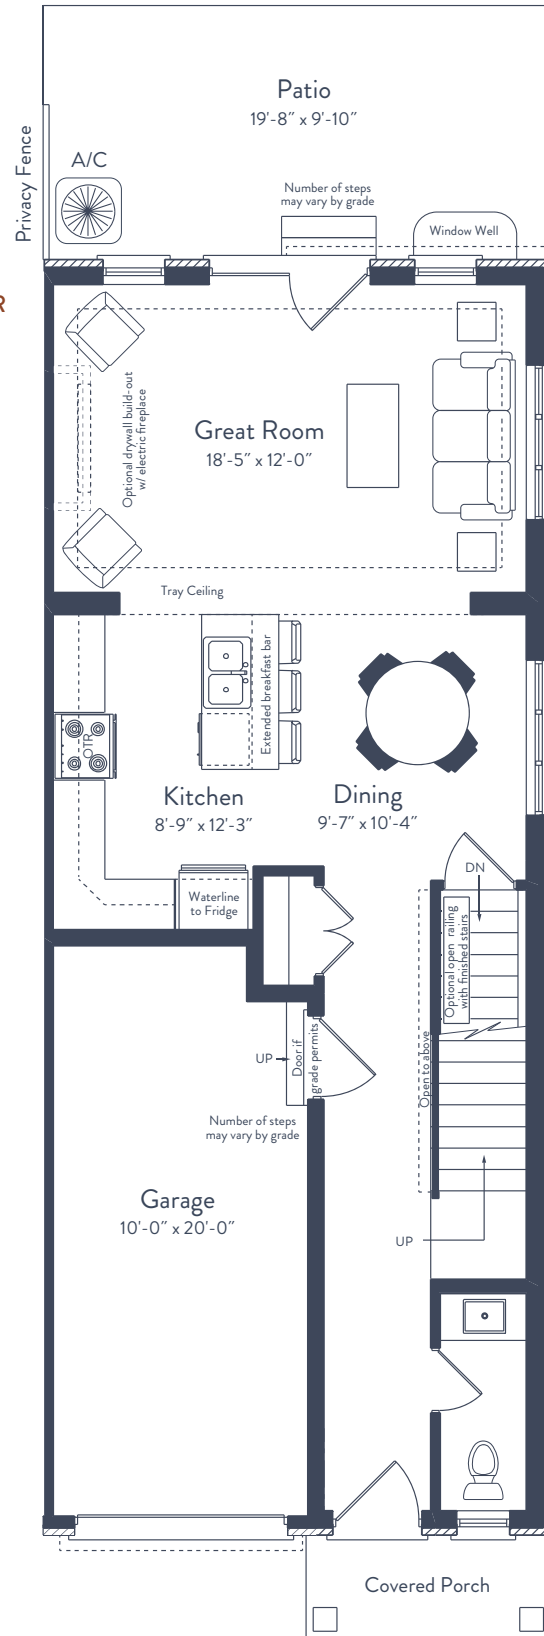 Patio
19'-8″ x 9'-10″
Privacy Fence
A/C
Number of steps
may vary by grade
Window Well
R
Optional drywall build-out
w/ electric fireplace
Great Room
18'-5″ x 12'-0″
Tray Ceiling
Extended breakfast bar
OTR
Kitchen
8'-9″ x 12'-3″
Dining
9'-7″ x 10'-4″
DN
Waterline
to Fridge
Optional open railing
with finished stairs
Open to above
UP
Door if
grade permits
Number of steps
may vary by grade
Garage
10'-0″ x 20'-0″
UP
Covered Porch